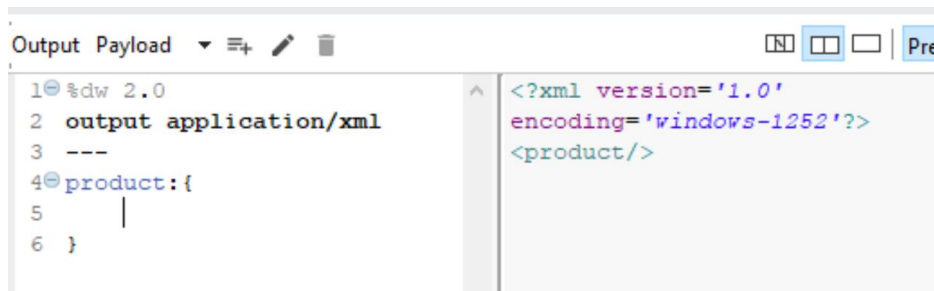 Output Payload
Pre
1 %dw 2.0
2 output application/xml
3 ---
4 product:{
5
6 }
<?xml version='1.0'
encoding='windows-1252'?>
<product/>